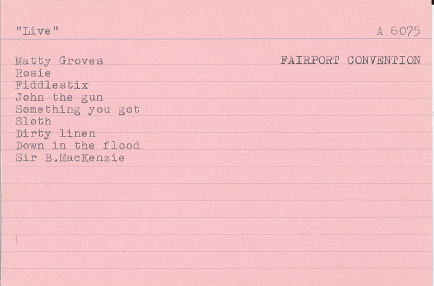 "Live" A 6075
Matty Groves FAIRPORT CONVENTION
Rosie
Fiddlestix
John the gun
Something you got
Sloth
Dirty linen
Down in the flood
Sir B.MacKenzie